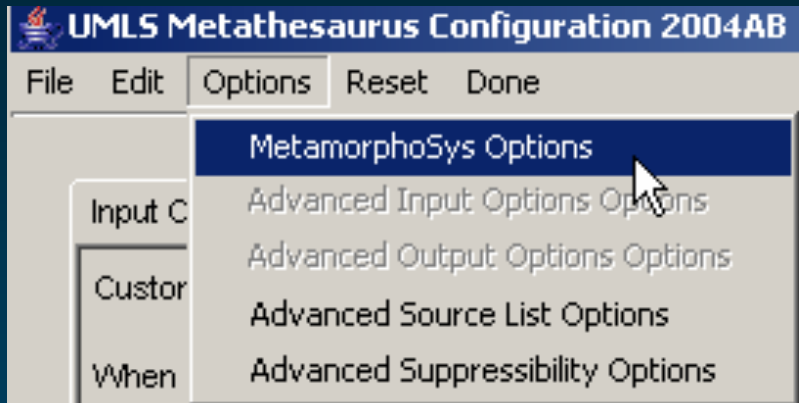 UMLS Metathesaurus Configuration 2004AB
File Edit Options Reset Done
MetamorphoSys Options
Advanced Input Options Options
Advanced Output Options Options
Advanced Source List Options
Advanced Suppressibility Options
Input C
Custor
When